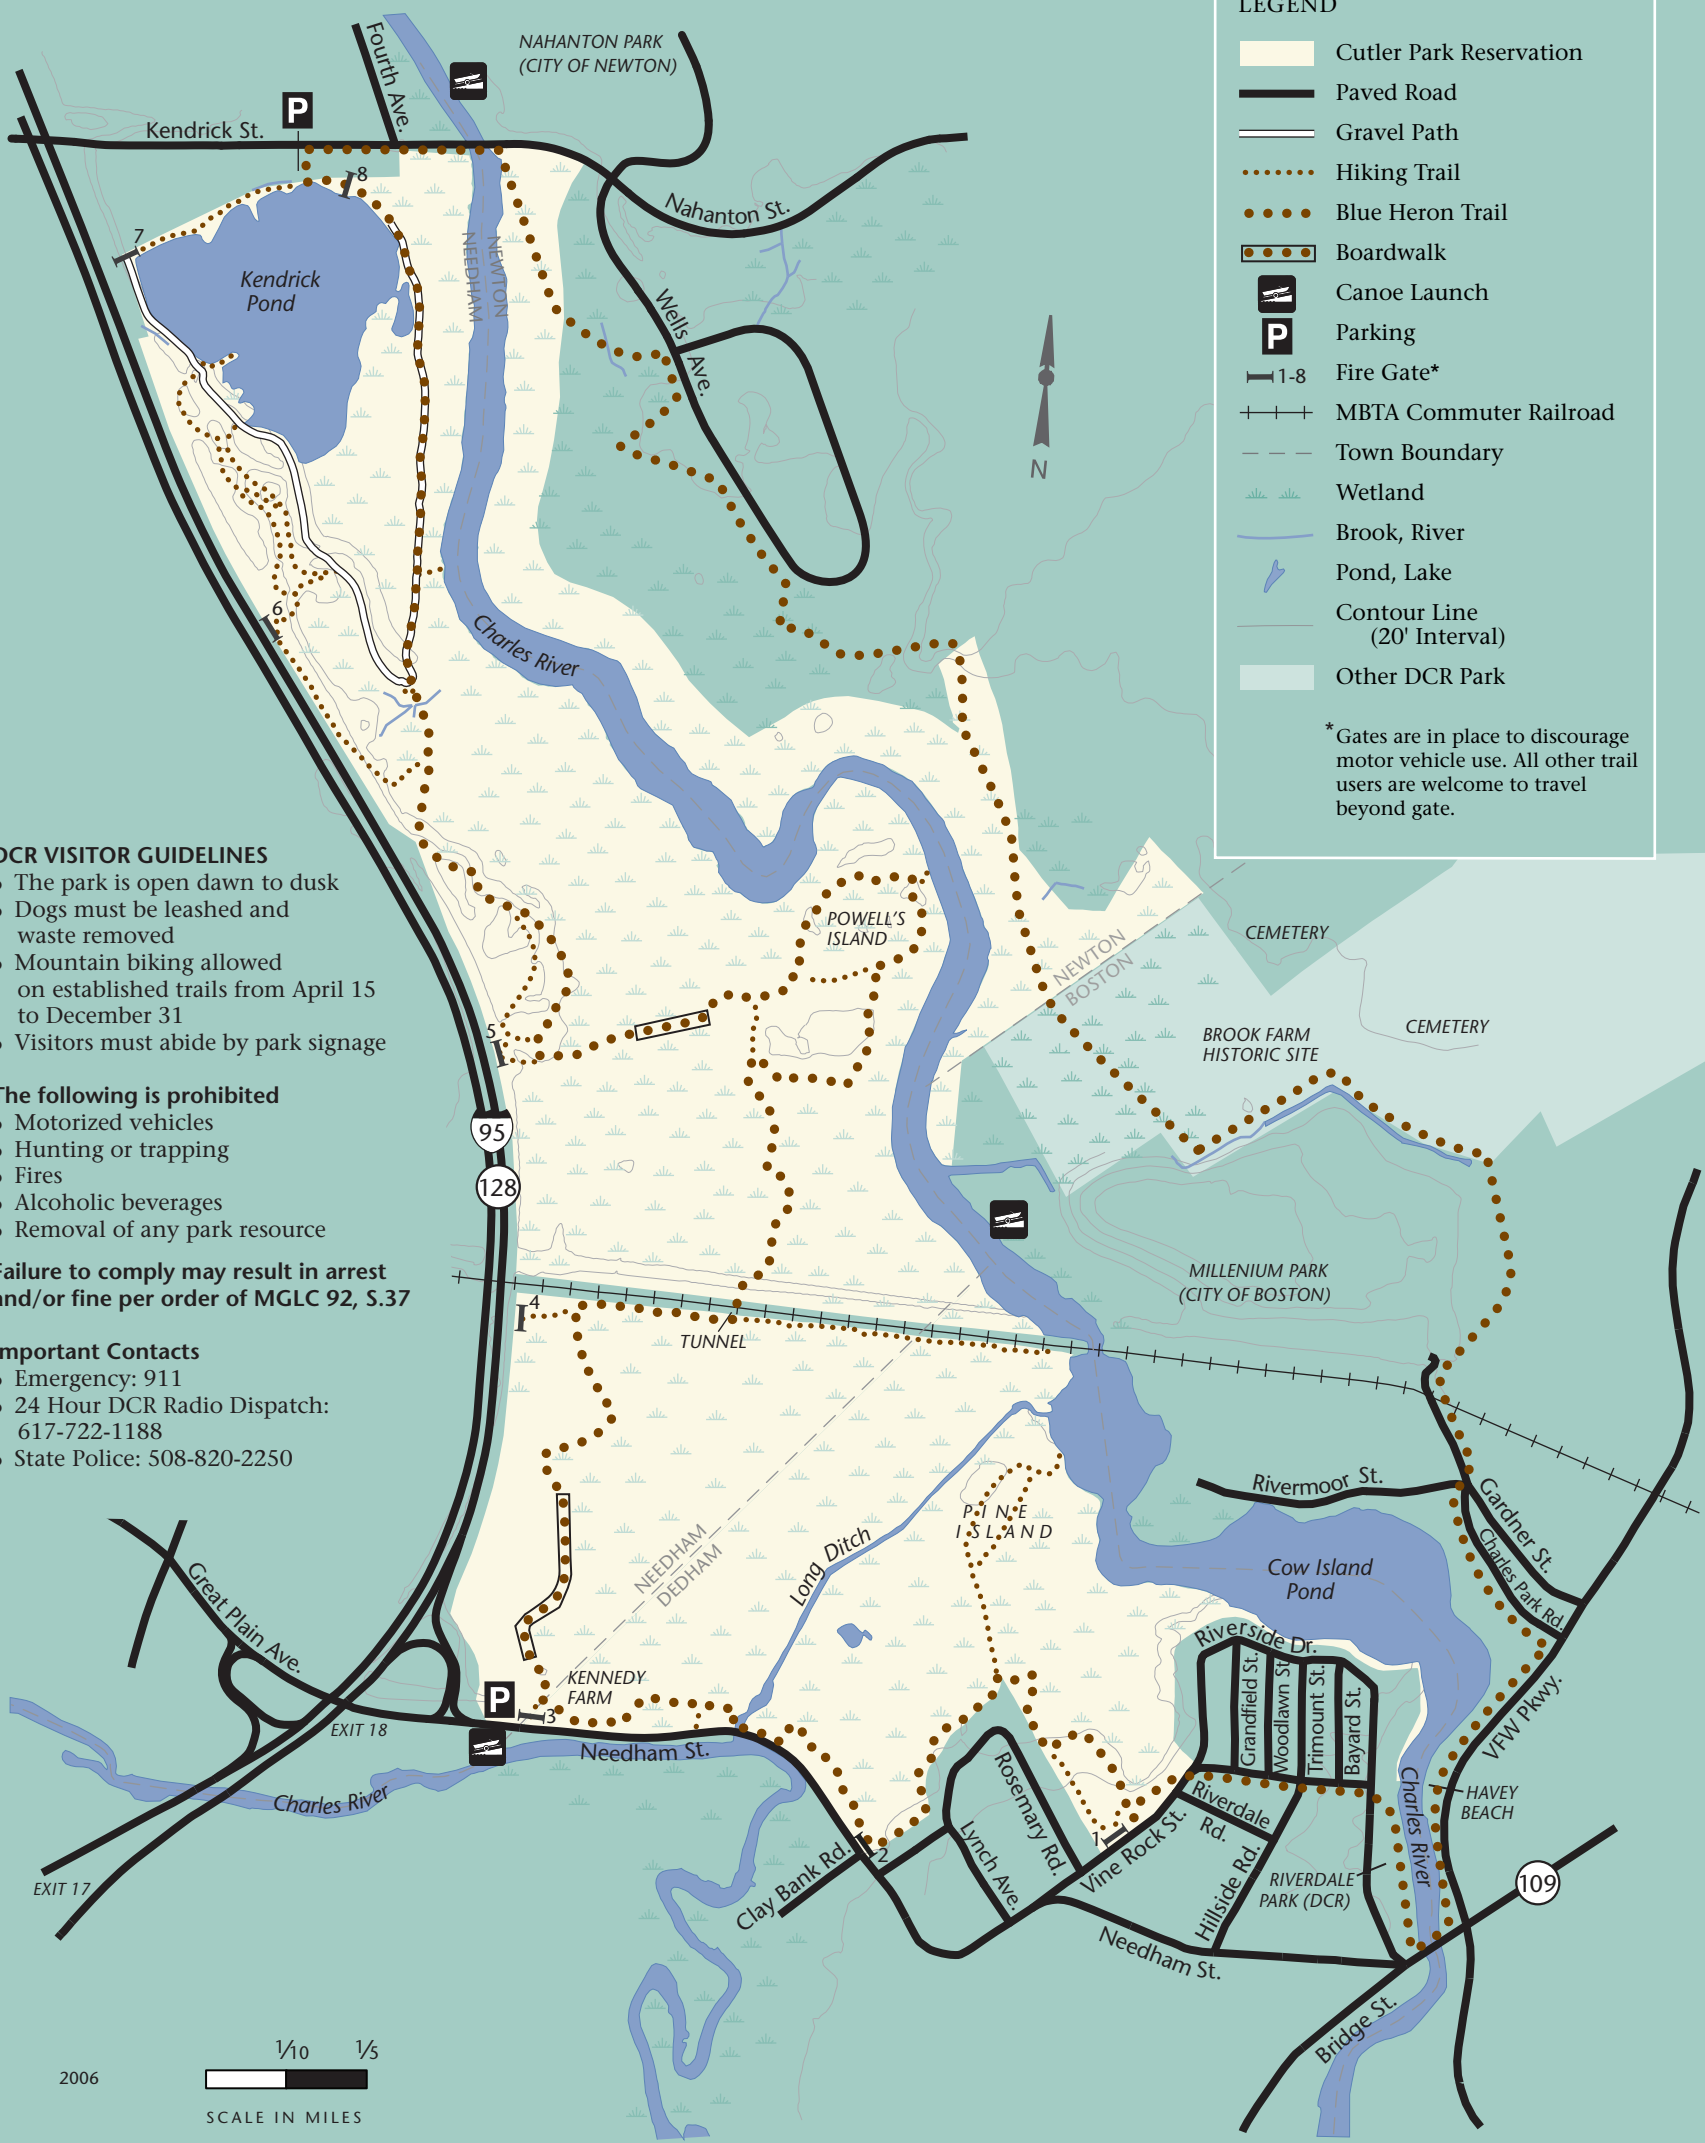 LEGEND
Cutler Park Reservation
Paved Road
Gravel Path
Hiking Trail
Blue Heron Trail
Boardwalk
Canoe Launch
P
Parking
1-8
Fire Gate*
MBTA Commuter Railroad
Town Boundary
Wetland
Brook, River
Pond, Lake
Contour Line
(20' Interval)
Other DCR Park
*Gates are in place to discourage
motor vehicle use. All other trail
users are welcome to travel
beyond gate.
NAHANTON PARK
(CITY OF NEWTON)
Fourth Ave.
P
Kendrick St.
8
7
Nahanton St.
NEWTON
NEEDHAM
Kendrick
Pond
Wells Ave.
N
6
Charles River
DCR VISITOR GUIDELINES
The park is open dawn to dusk
Dogs must be leashed and
waste removed
Mountain biking allowed
on established trails from April 15
to December 31
Visitors must abide by park signage
The following is prohibited
Motorized vehicles
Hunting or trapping
Fires
Alcoholic beverages
Removal of any park resource
Failure to comply may result in arrest
and/or fine per order of MGLC 92, S.37
Important Contacts
Emergency: 911
24 Hour DCR Radio Dispatch:
617-722-1188
State Police: 508-820-2250
POWELL'S
ISLAND
5
NEWTON
BOSTON
CEMETERY
CEMETERY
BROOK FARM
HISTORIC SITE
95
128
MILLENIUM PARK
(CITY OF BOSTON)
4
TUNNEL
PINE
ISLAND
NEEDHAM
DEDHAM
Long Ditch
Rivermoor St.
Gardner St.
Charles Park Rd.
Cow Island
Pond
Great Plain Ave.
Riverside Dr.
Grandfield St.
Woodlawn St.
Trimount St.
Bayard St.
VFW Pkwy.
KENNEDY
FARM
P
3
EXIT 18
Needham St.
Charles River
Rosemary Rd.
Lynch Ave.
Riverdale
Rd.
Charles River
HAVEY
BEACH
1
Vine Rock St.
2
Clay Bank Rd.
Hillside Rd.
RIVERDALE
PARK (DCR)
109
EXIT 17
Needham St.
Bridge St.
2006
1/10
1/5
SCALE IN MILES